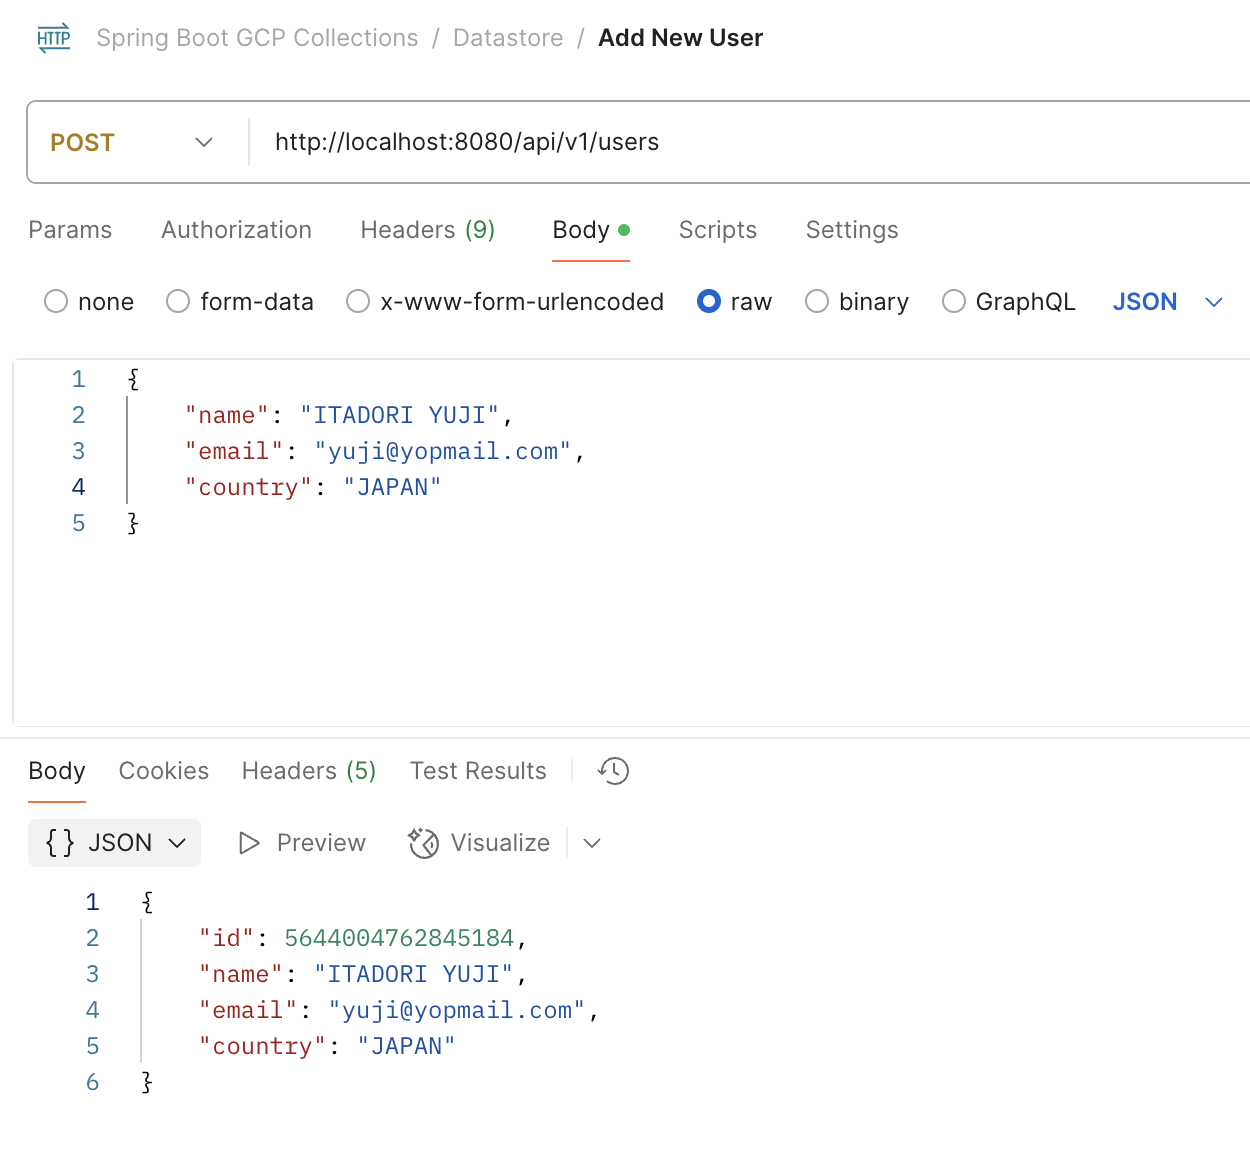 HTTP Spring Boot GCP Collections / Datastore / Add New User
POST http://localhost:8080/api/v1/users
Params Authorization Headers (9) Body Scripts Settings
none form-data x-www-form-urlencoded raw binary GraphQL JSON
1 {
2 "name": "ITADORI YUJI",
3 "email": "yuji@yopmail.com",
4 "country": "JAPAN"
5 }
Body Cookies Headers (5) Test Results
{} JSON Preview Visualize
1 {
2 "id": 5644004762845184,
3 "name": "ITADORI YUJI",
4 "email": "yuji@yopmail.com",
5 "country": "JAPAN"
6 }